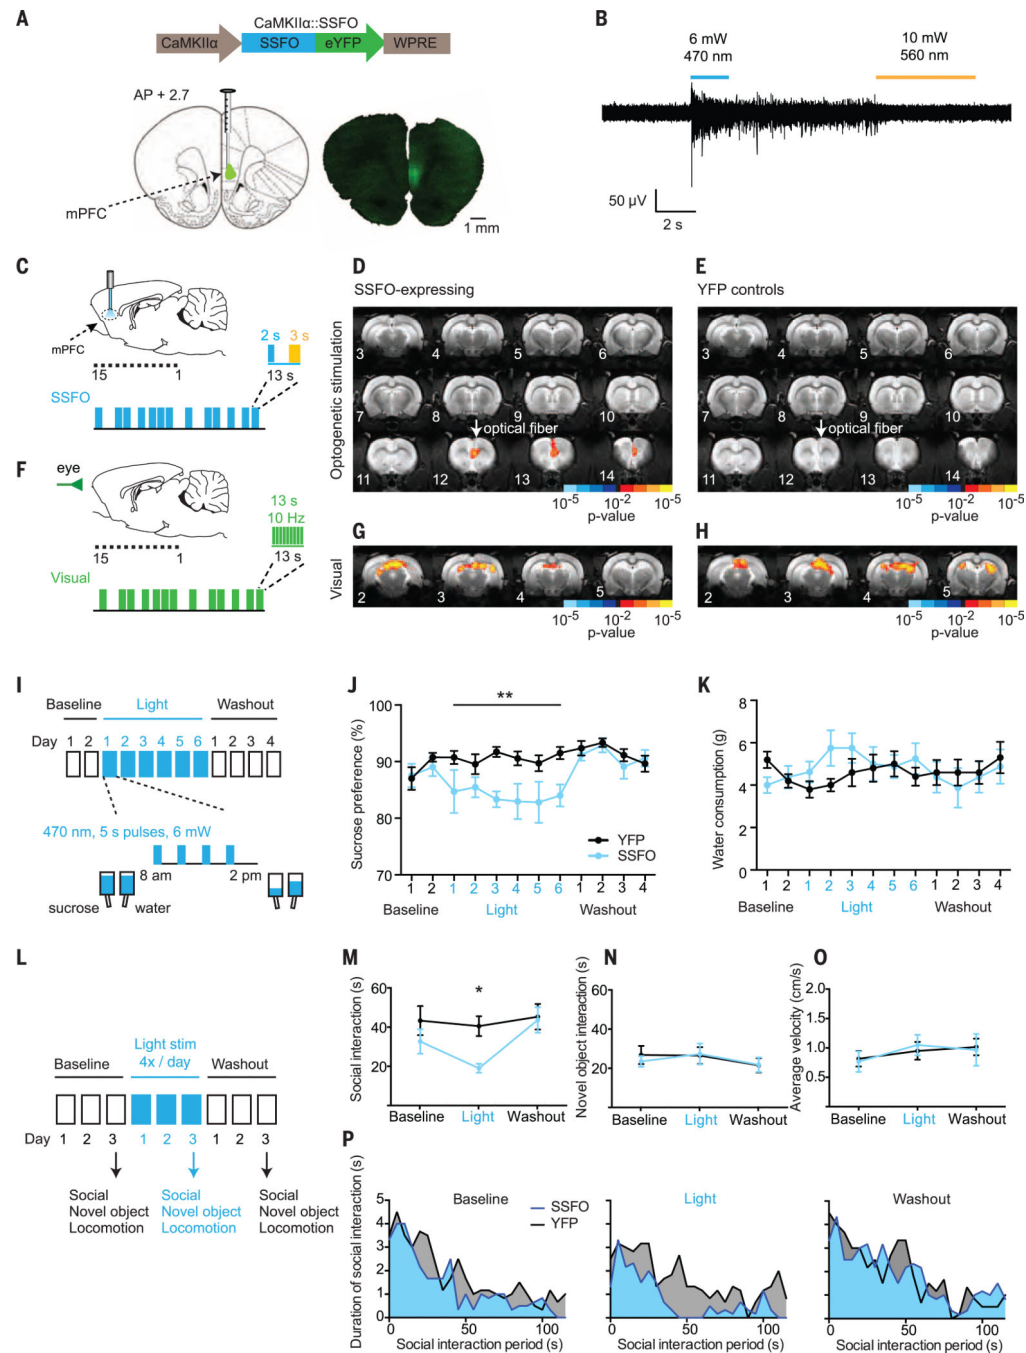 A
CaMKIIα::SSFO
CaMKIIα SSFO eYFP WPRE
AP + 2.7
mPFC
1 mm
B
6 mW
470 nm
10 mW
560 nm
50 µV
2 s
C
mPFC
15 1
SSFO
2 s 3 s
13 s
D
SSFO-expressing
Optogenetic stimulation
3 4 5 6
7 8 9 10
optical fiber
11 12 13 14
10-5 10-2 10-5
p-value
E
YFP controls
3 4 5 6
7 8 9 10
optical fiber
11 12 13 14
10-5 10-2 10-5
p-value
F
eye
15 1
Visual
13 s
10 Hz
13 s
G
Visual
2 3 4 5
10-5 10-2 10-5
p-value
H
2 3 4 5
10-5 10-2 10-5
p-value
I
Baseline Light Washout
Day 1 2 1 2 3 4 5 6 1 2 3 4
470 nm, 5 s pulses, 6 mW
8 am 2 pm
sucrose water
J
Sucrose preference (%)
100
90
80
70
**
YFP
SSFO
1 2 1 2 3 4 5 6 1 2 3 4
Baseline Light Washout
K
Water consumption (g)
8
6
4
2
0
1 2 1 2 3 4 5 6 1 2 3 4
Baseline Light Washout
L
Baseline
Light stim
4x / day
Washout
Day 1 2 3 1 2 3 1 2 3
Social
Novel object
Locomotion
Social
Novel object
Locomotion
Social
Novel object
Locomotion
M
Social interaction (s)
60
40
20
*
Baseline Light Washout
N
Novel object interaction (s)
60
40
20
Baseline Light Washout
O
Average velocity (cm/s)
2.0
1.5
1.0
0.5
Baseline Light Washout
P
Duration of social interaction (s)
5
4
3
2
1
0
Baseline
SSFO
YFP
0 50 100
Social interaction period (s)
Light
0 50 100
Social interaction period (s)
Washout
0 50 100
Social interaction period (s)